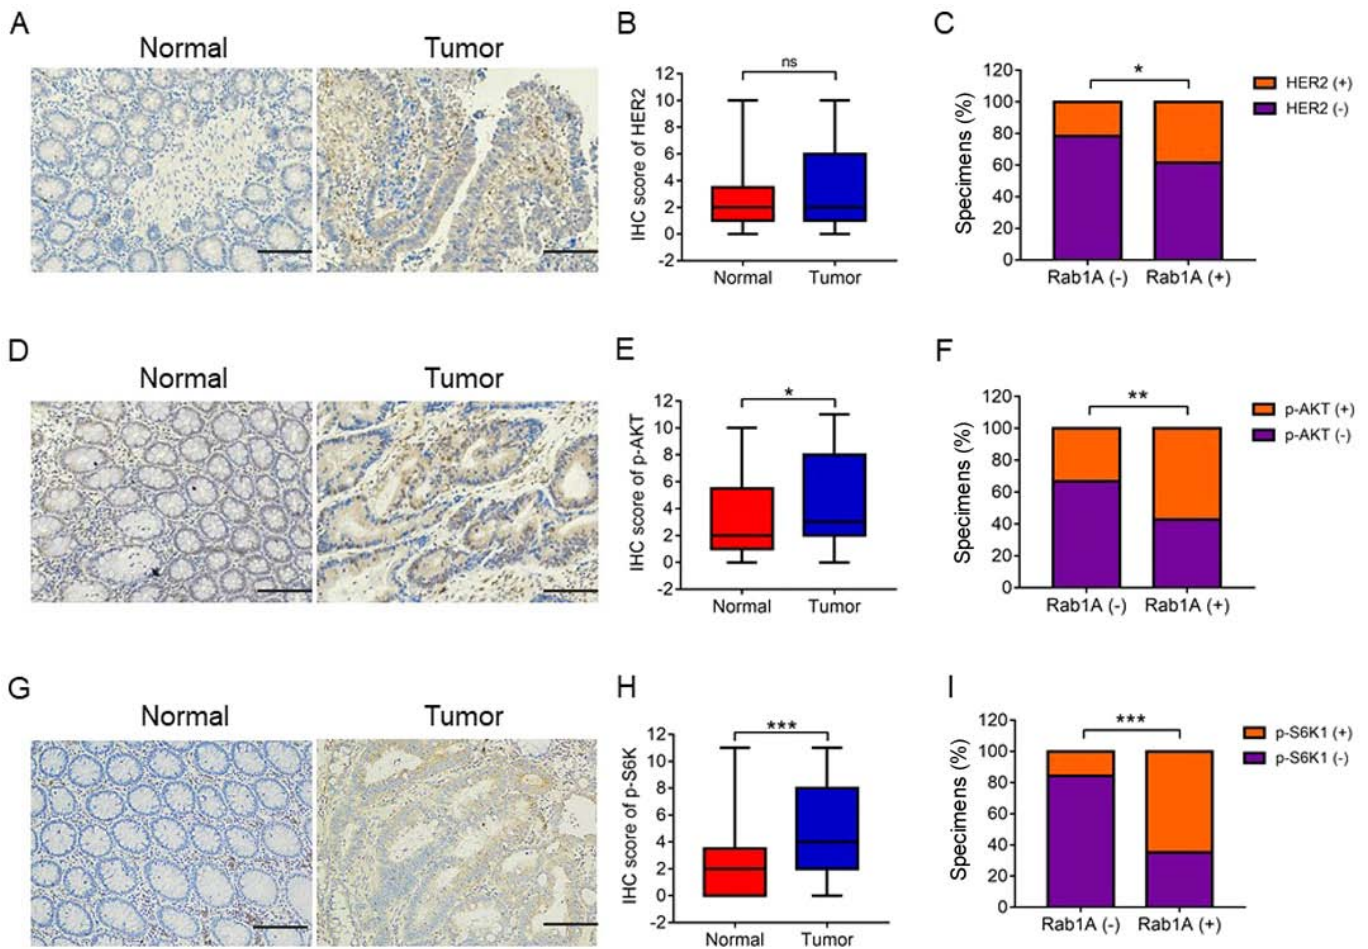 A
Normal
Tumor
B
ns
IHC score of HER2
12
10
8
6
4
2
0
-2
Normal
Tumor
C
*
Specimens (%)
120
100
80
60
40
20
0
Rab1A (-)
Rab1A (+)
HER2 (+)
HER2 (-)
D
Normal
Tumor
E
*
IHC score of p-AKT
12
10
8
6
4
2
0
-2
Normal
Tumor
F
**
Specimens (%)
120
100
80
60
40
20
0
Rab1A (-)
Rab1A (+)
p-AKT (+)
p-AKT (-)
G
Normal
Tumor
H
***
IHC score of p-S6K
12
10
8
6
4
2
0
-2
Normal
Tumor
I
***
Specimens (%)
120
100
80
60
40
20
0
Rab1A (-)
Rab1A (+)
p-S6K1 (+)
p-S6K1 (-)